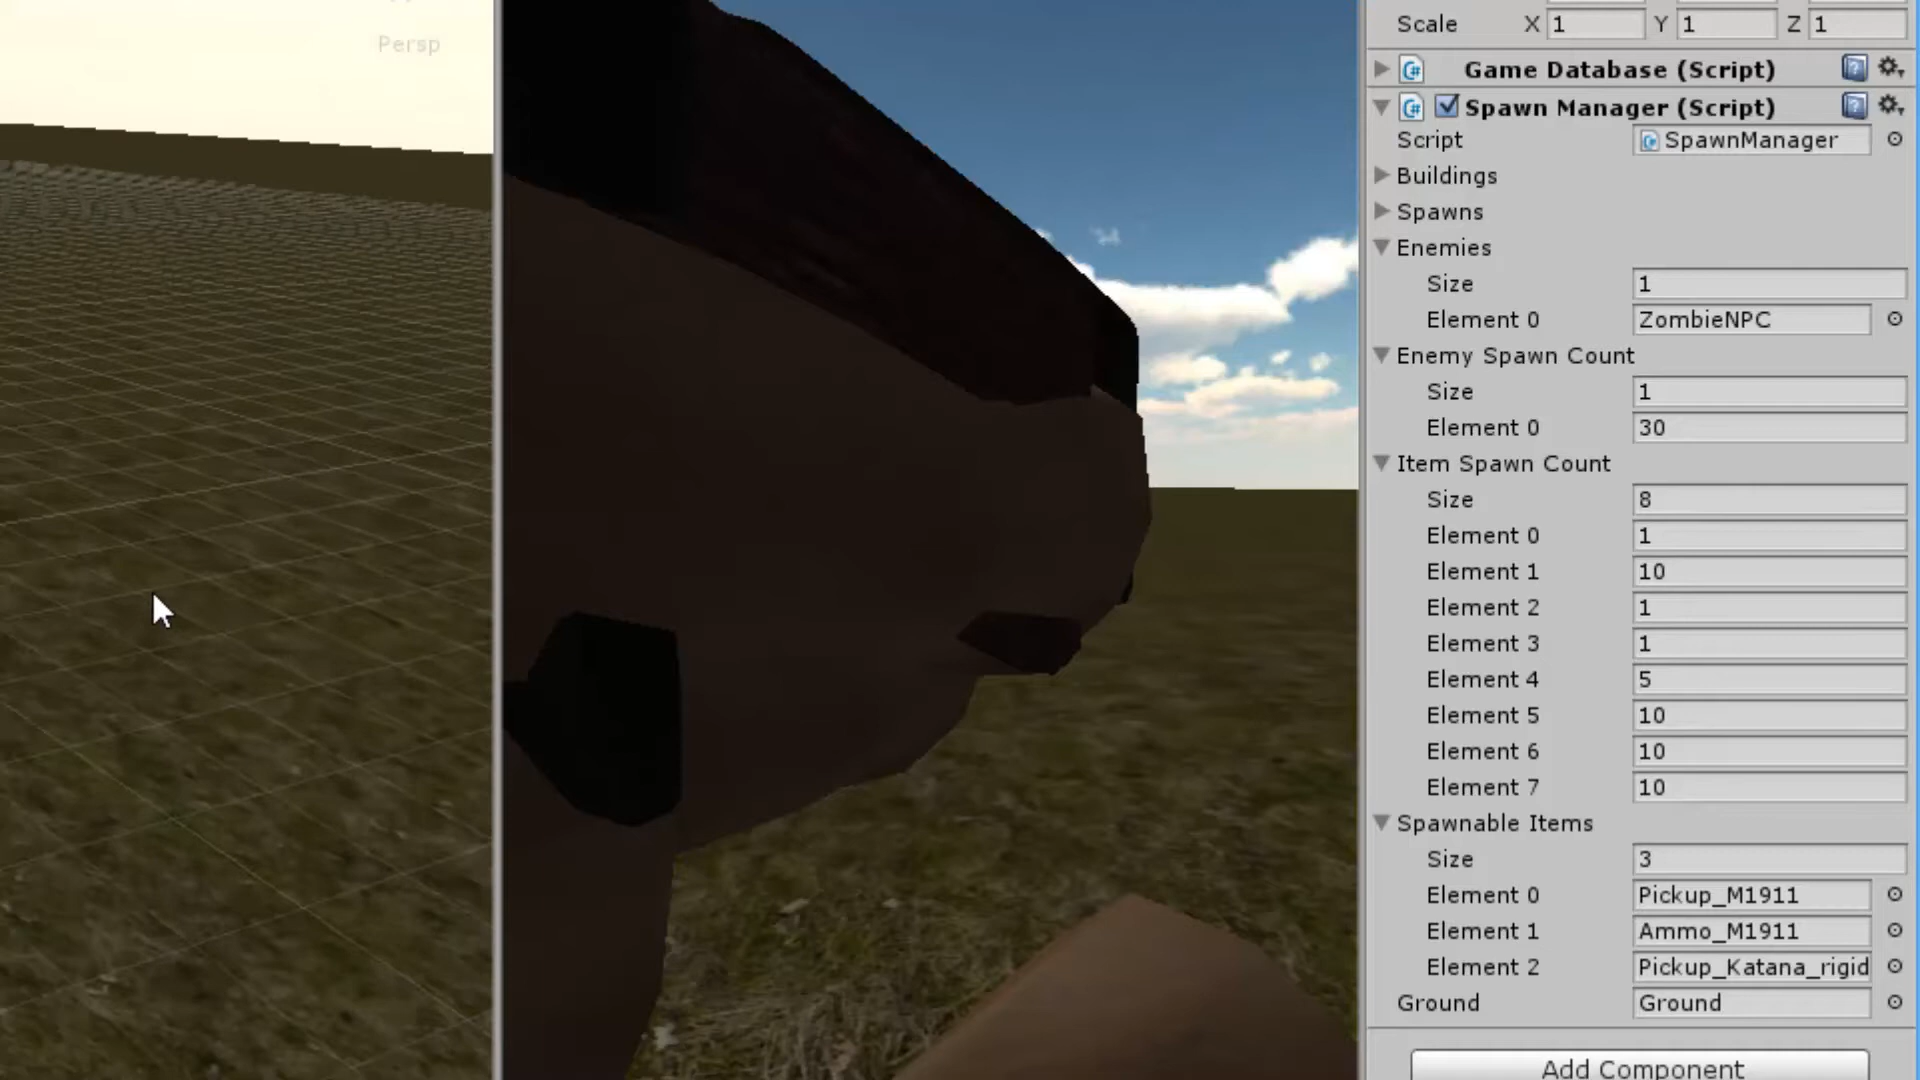 Persp
Scale X 1 Y 1 Z 1
Game Database (Script)
Spawn Manager (Script)
Script SpawnManager
Buildings
Spawns
Enemies
Size 1
Element 0 ZombieNPC
Enemy Spawn Count
Size 1
Element 0 30
Item Spawn Count
Size 8
Element 0 1
Element 1 10
Element 2 1
Element 3 1
Element 4 5
Element 5 10
Element 6 10
Element 7 10
Spawnable Items
Size 3
Element 0 Pickup_M1911
Element 1 Ammo_M1911
Element 2 Pickup_Katana_rigid
Ground Ground
Add Component